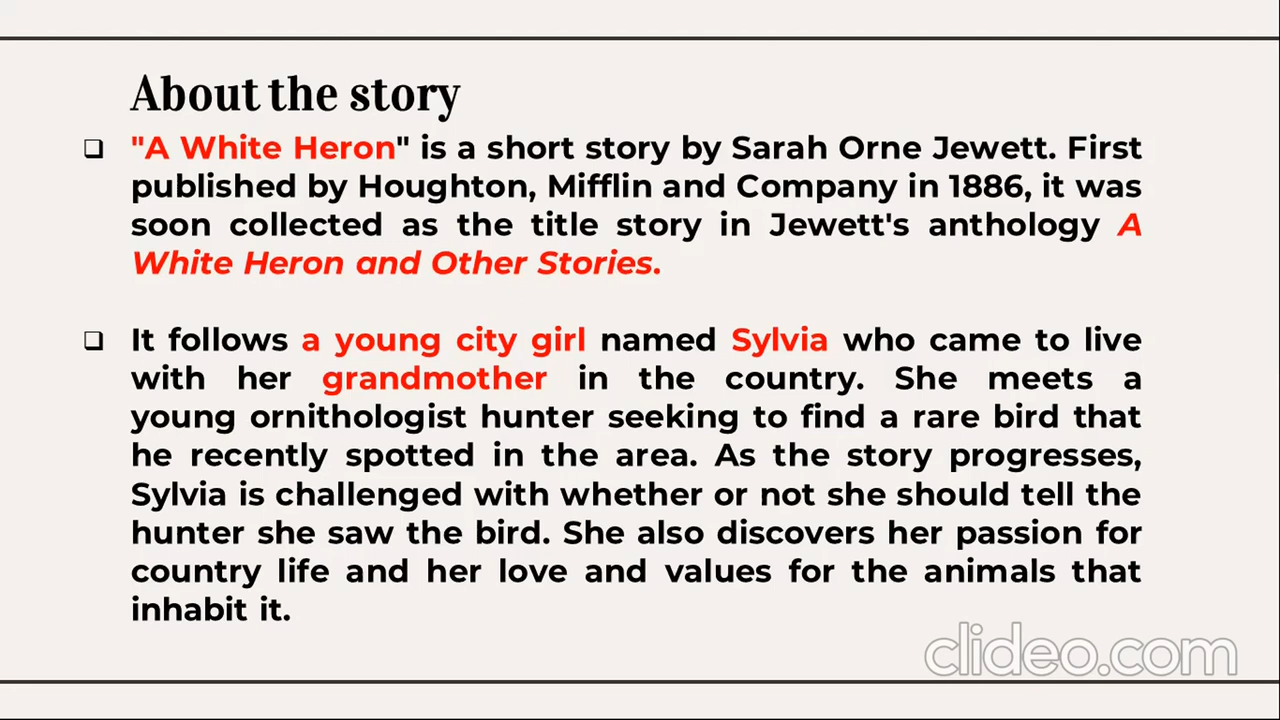 About the story
"A White Heron" is a short story by Sarah Orne Jewett. First
published by Houghton, Mifflin and Company in 1886, it was
soon collected as the title story in Jewett's anthology A
White Heron and Other Stories.
It follows a young city girl named Sylvia who came to live
with her grandmother in the country. She meets a
young ornithologist hunter seeking to find a rare bird that
he recently spotted in the area. As the story progresses,
Sylvia is challenged with whether or not she should tell the
hunter she saw the bird. She also discovers her passion for
country life and her love and values for the animals that
inhabit it.
clideo.com